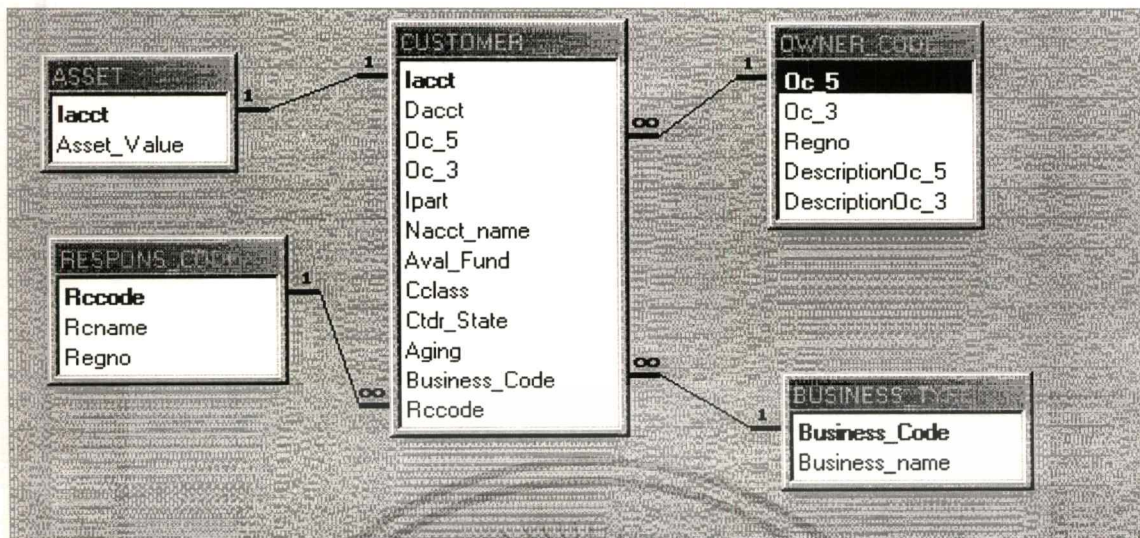 ASSET
Iacct
Asset_Value
1
1
CUSTOMER
Iacct
Dacct
Oc_5
Oc_3
Ipart
Nacct_name
Aval_Fund
Cclass
Ctdr_State
Aging
Business_Code
Rccode
1
∞
OWNER_CODE
Oc_5
Oc_3
Regno
DescriptionOc_5
DescriptionOc_3
RESPONS_CODE
Rccode
Rcname
Regno
1
∞
∞
1
Business_Code
Business_name